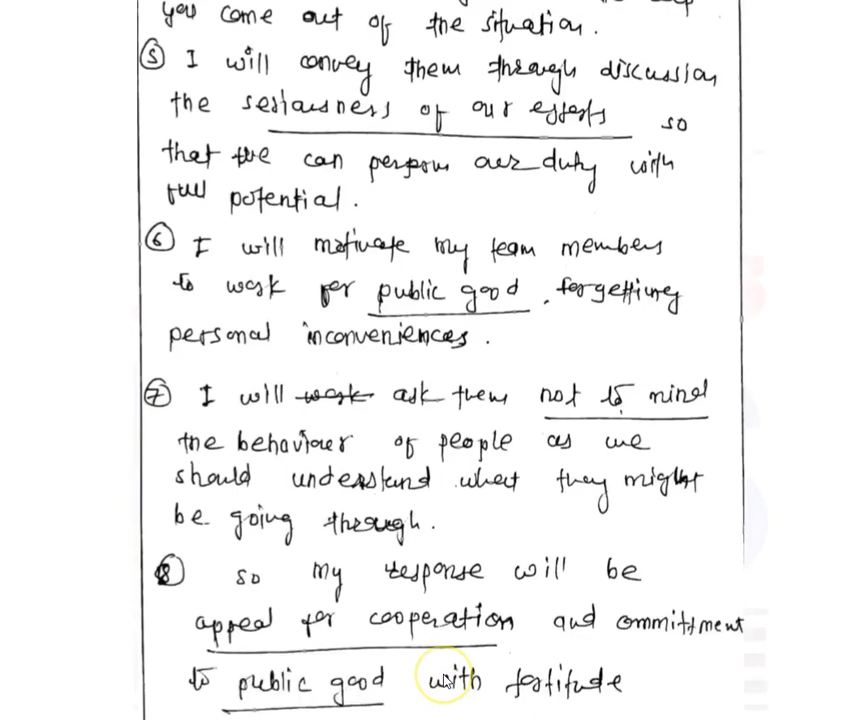 you come out of the situation.
⑤ I will convey them through discussion
the seriousness of our efforts so
that we can perform our duty with
full potential.
⑥ I will motivate my team members
to work for public good, forgetting
personal inconveniences.
⑦ I will work ask them not to mind
the behaviour of people as we
should understand what they might
be going through.
⑧ so my response will be
appeal for cooperation and committment
to public good with fortitude